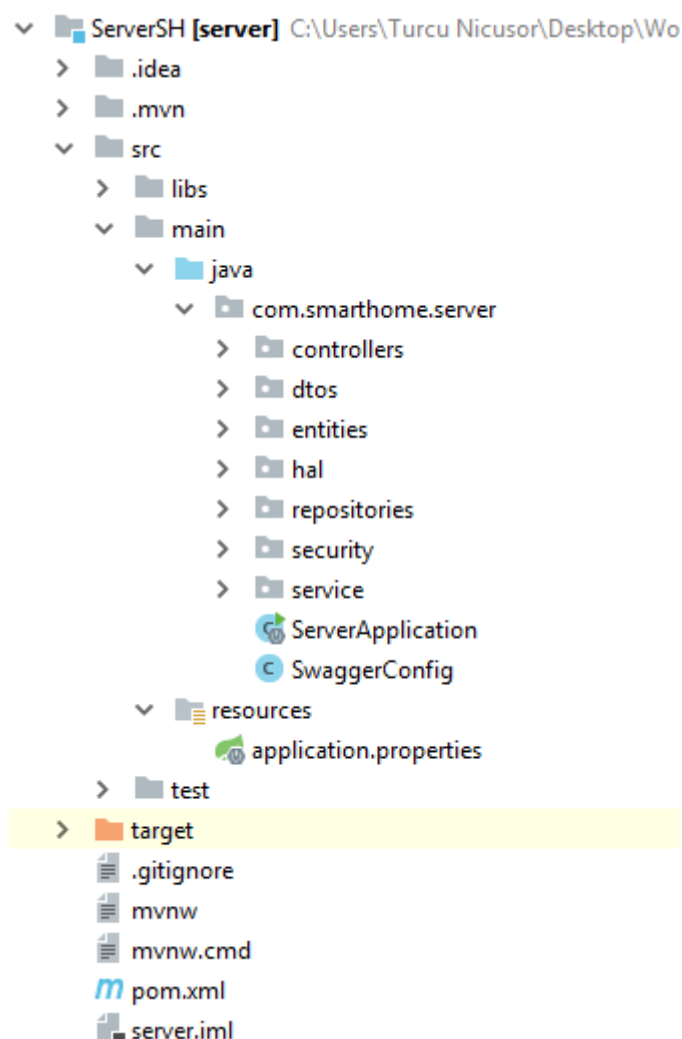 ServerSH [server] C:\Users\Turcu Nicusor\Desktop\Wo
.idea
.mvn
src
libs
main
java
com.smarthome.server
controllers
dtos
entities
hal
repositories
security
service
ServerApplication
SwaggerConfig
resources
application.properties
test
target
.gitignore
mvnw
mvnw.cmd
pom.xml
server.iml